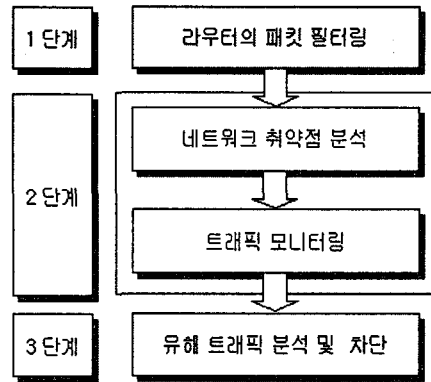 1 단계
라우터의 패킷 필터링
2 단계
네트워크 취약점 분석
트래픽 모니터링
3 단계
유해 트래픽 분석 및 차단